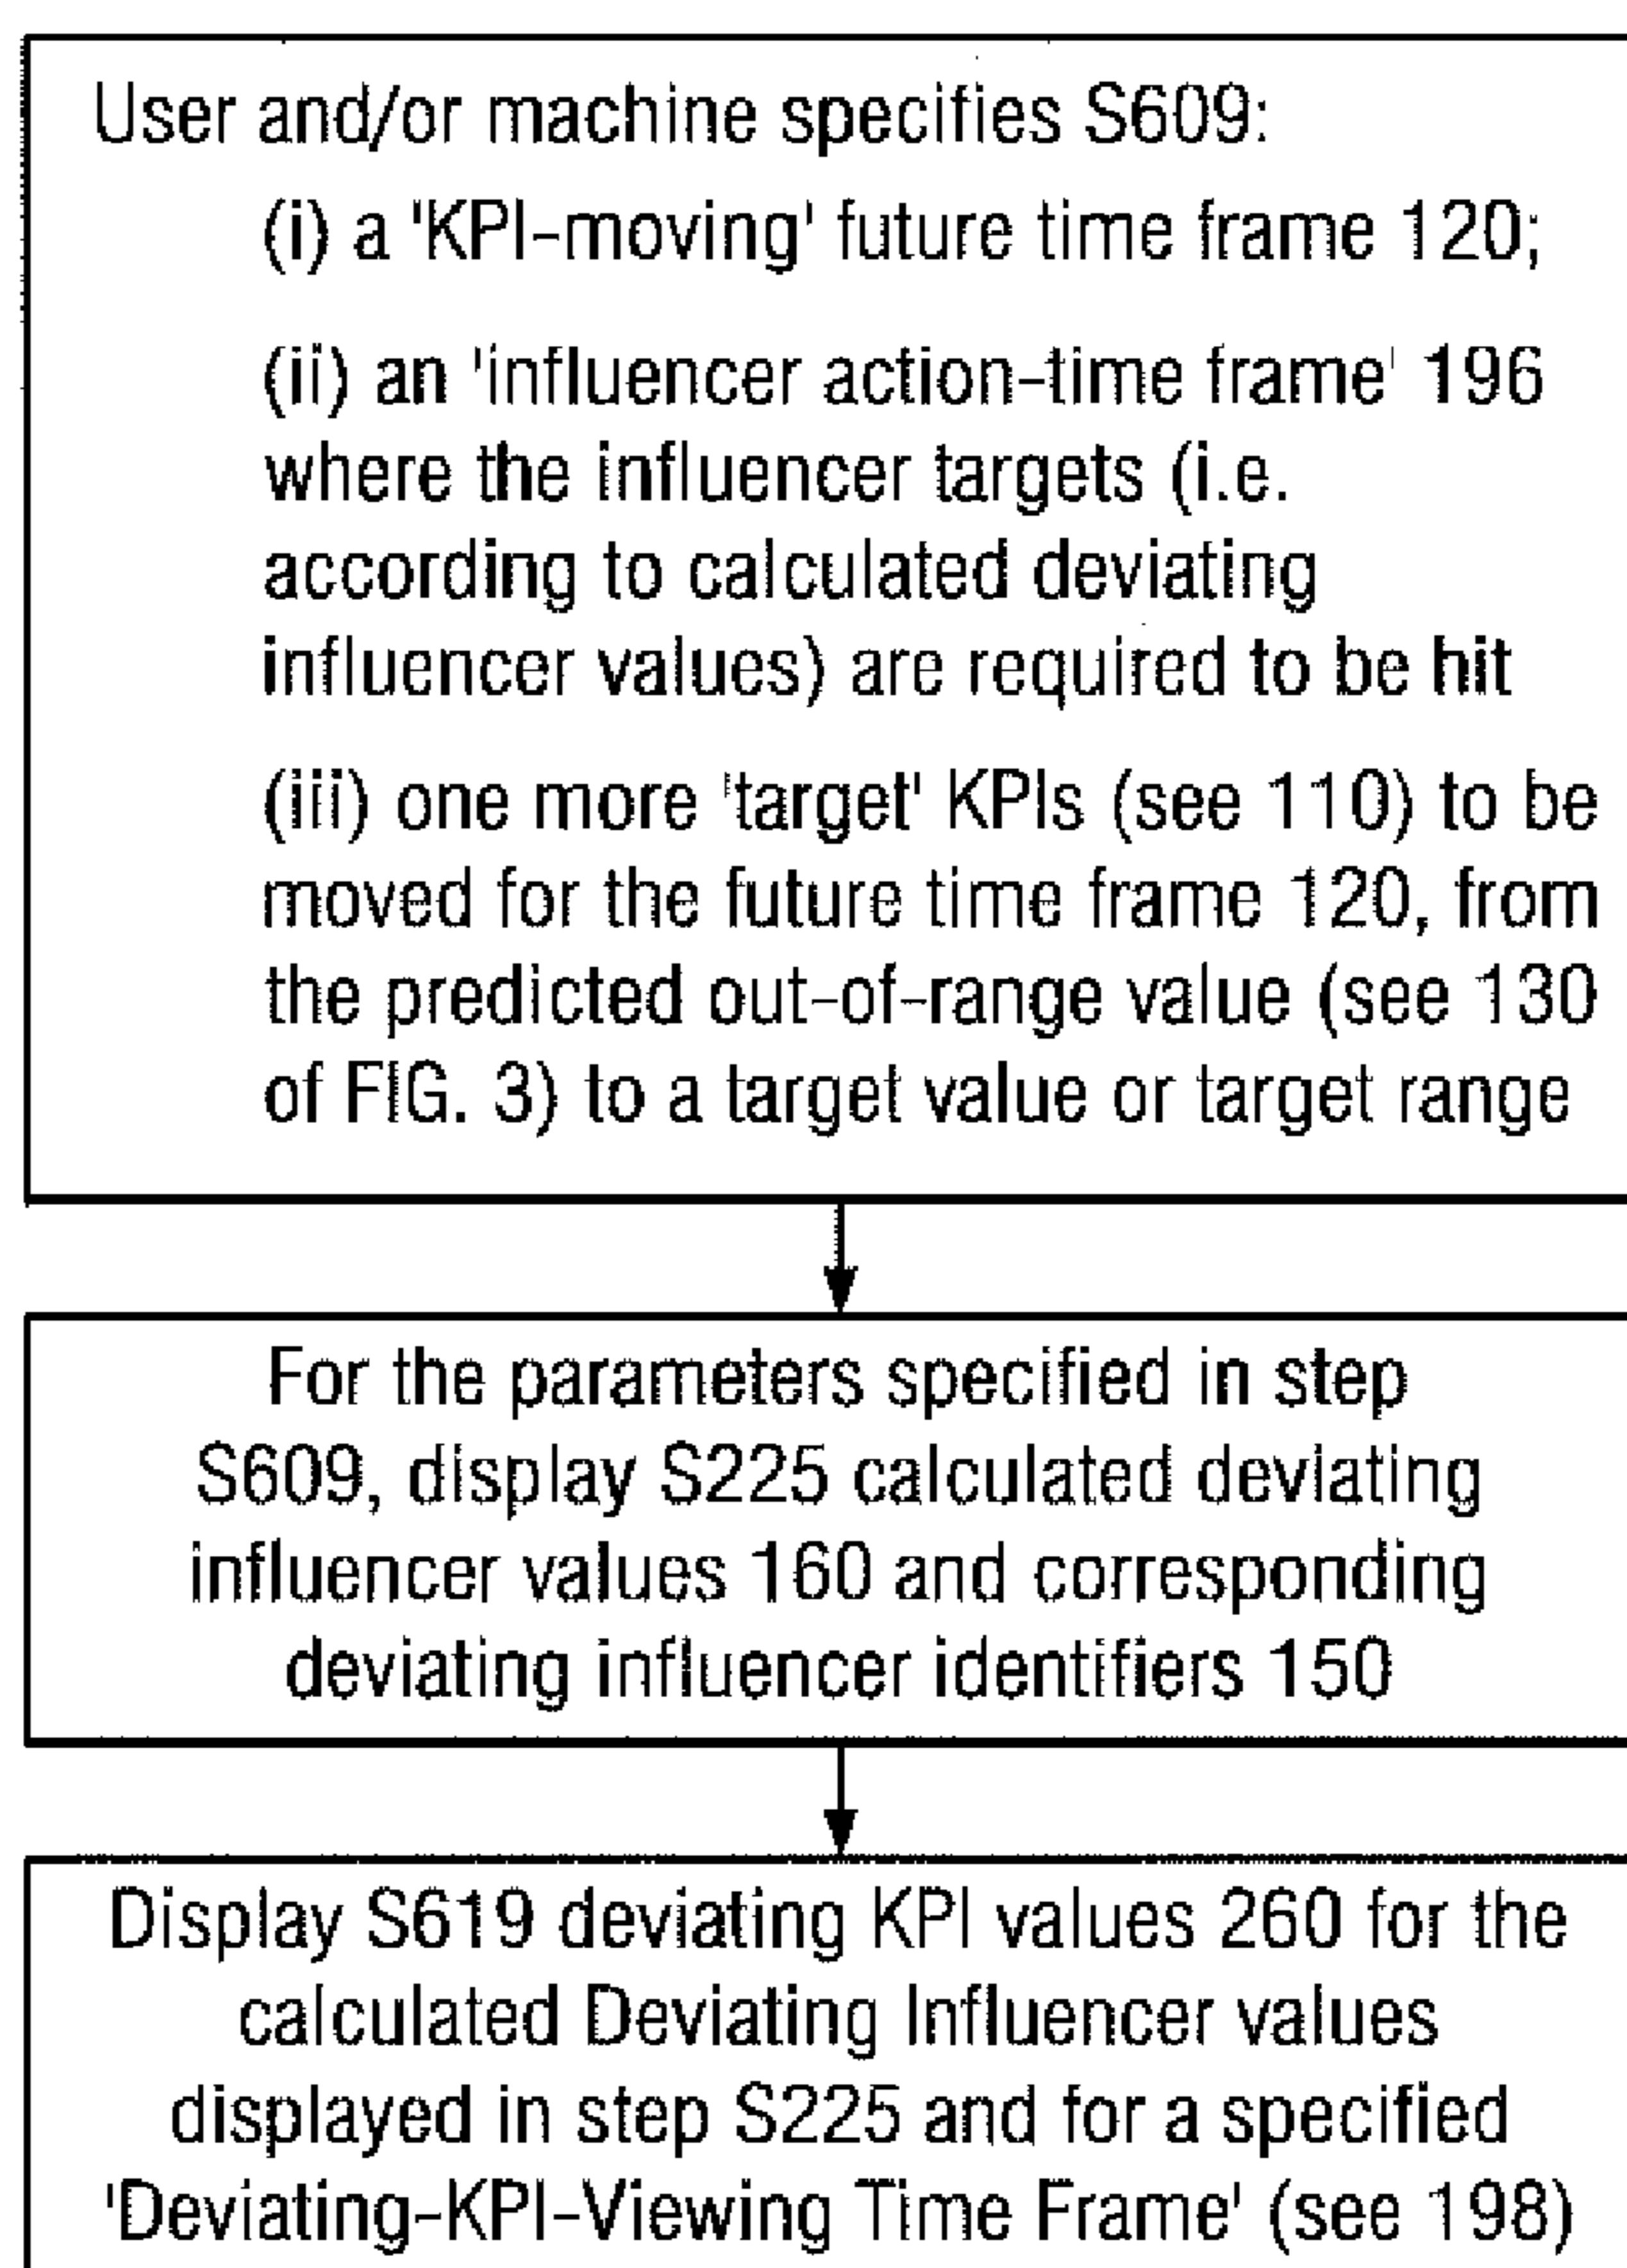 User and/or machine specifies S609:
(i) a 'KPI-moving' future time frame 120;
(ii) an 'influencer action-time frame' 196
where the influencer targets (i.e.
according to calculated deviating
influencer values) are required to be hit
(iii) one more 'target' KPIs (see 110) to be
moved for the future time frame 120, from
the predicted out-of-range value (see 130
of FIG. 3) to a target value or target range
For the parameters specified in step
S609, display S225 calculated deviating
influencer values 160 and corresponding
deviating influencer identifiers 150
Display S619 deviating KPI values 260 for the
calculated Deviating Influencer values
displayed in step S225 and for a specified
'Deviating-KPI-Viewing Time Frame' (see 198)